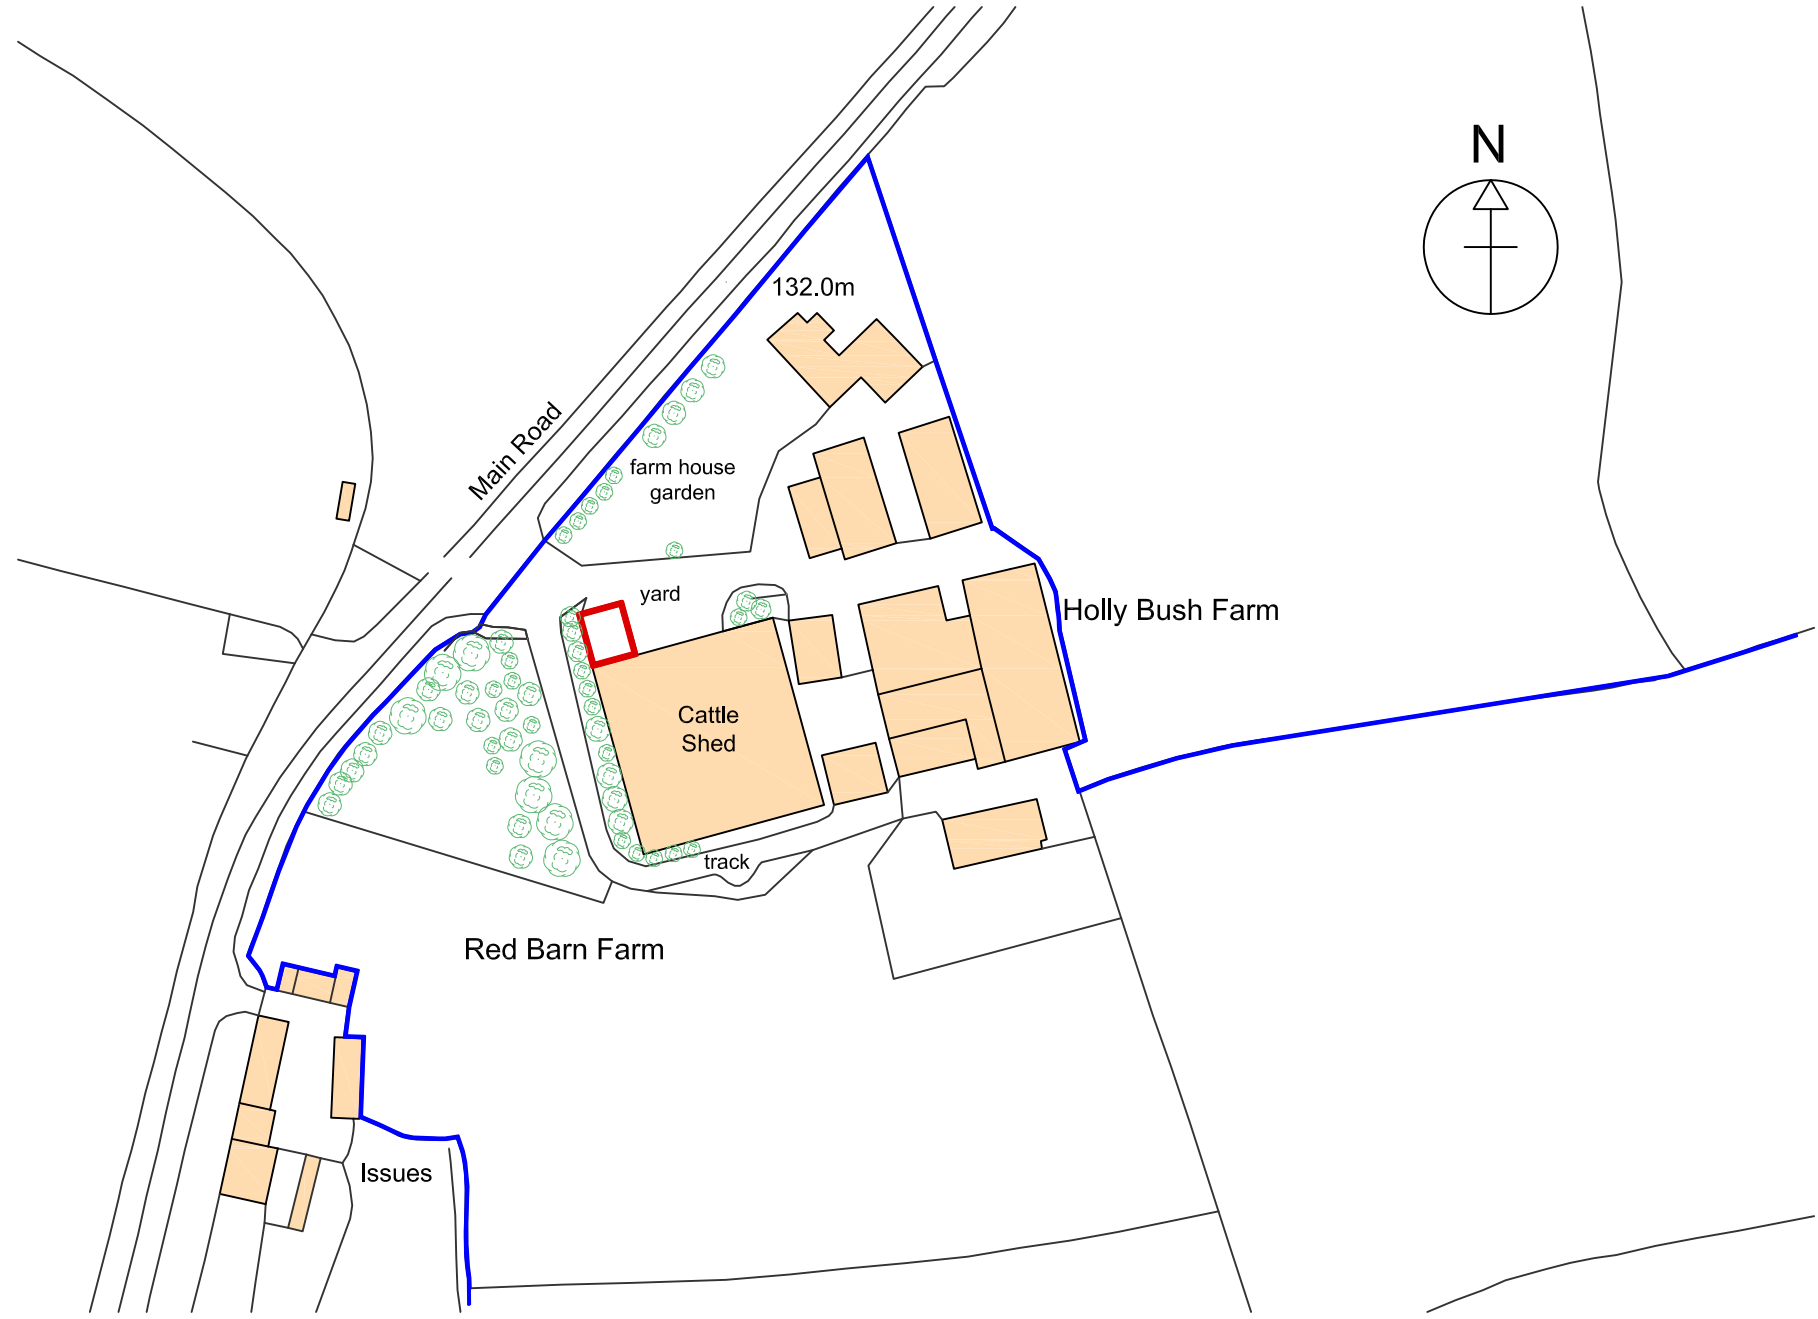 N
132.0m
Main Road
farm house
garden
yard
Holly Bush Farm
Cattle
Shed
track
Red Barn Farm
Issues